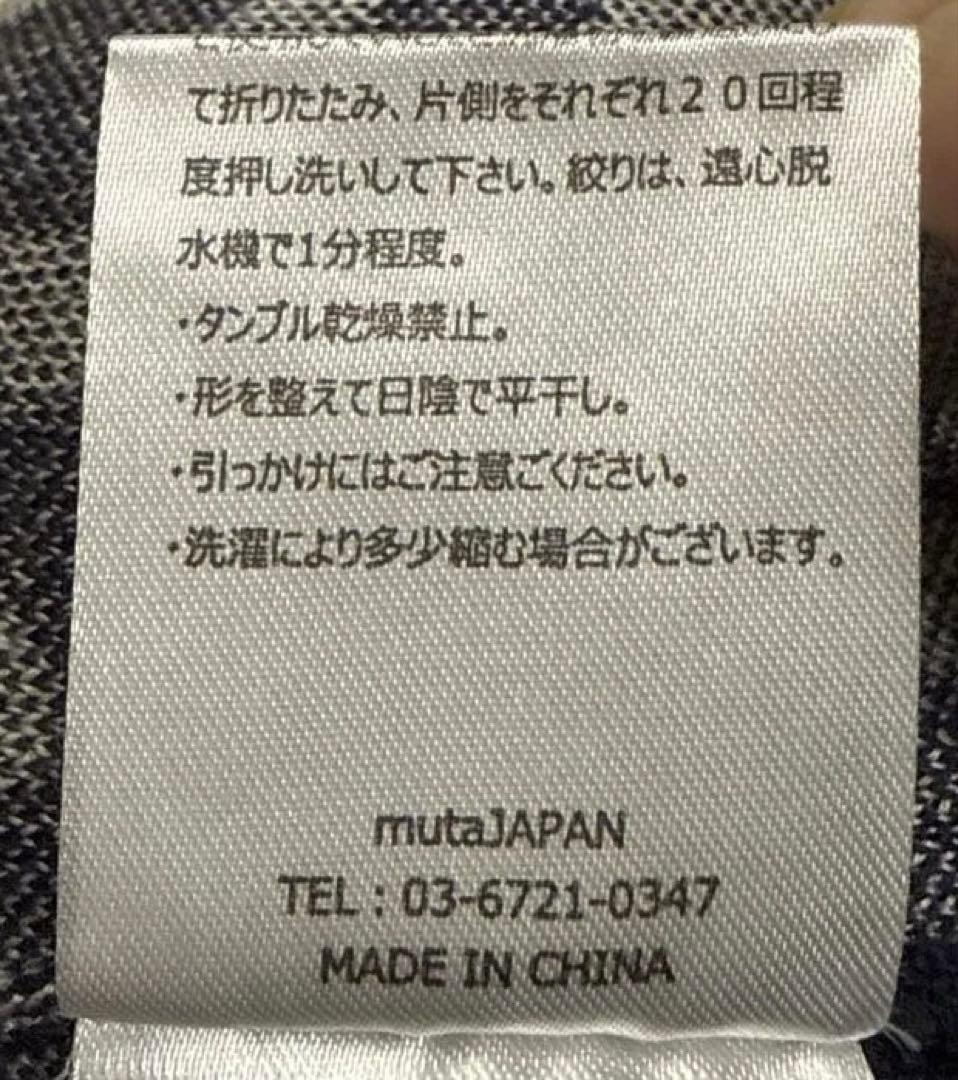 て折りたたみ、片側をそれぞれ２０回程
度押し洗いして下さい。絞りは、遠心脱
水機で1分程度。
・タンブル乾燥禁止。
・形を整えて日陰で平干し。
・引っかけにはご注意ごください。
・洗濯により多少縮む場合がございます。
mutaJAPAN
TEL : 03-6721-0347
MADE IN CHINA